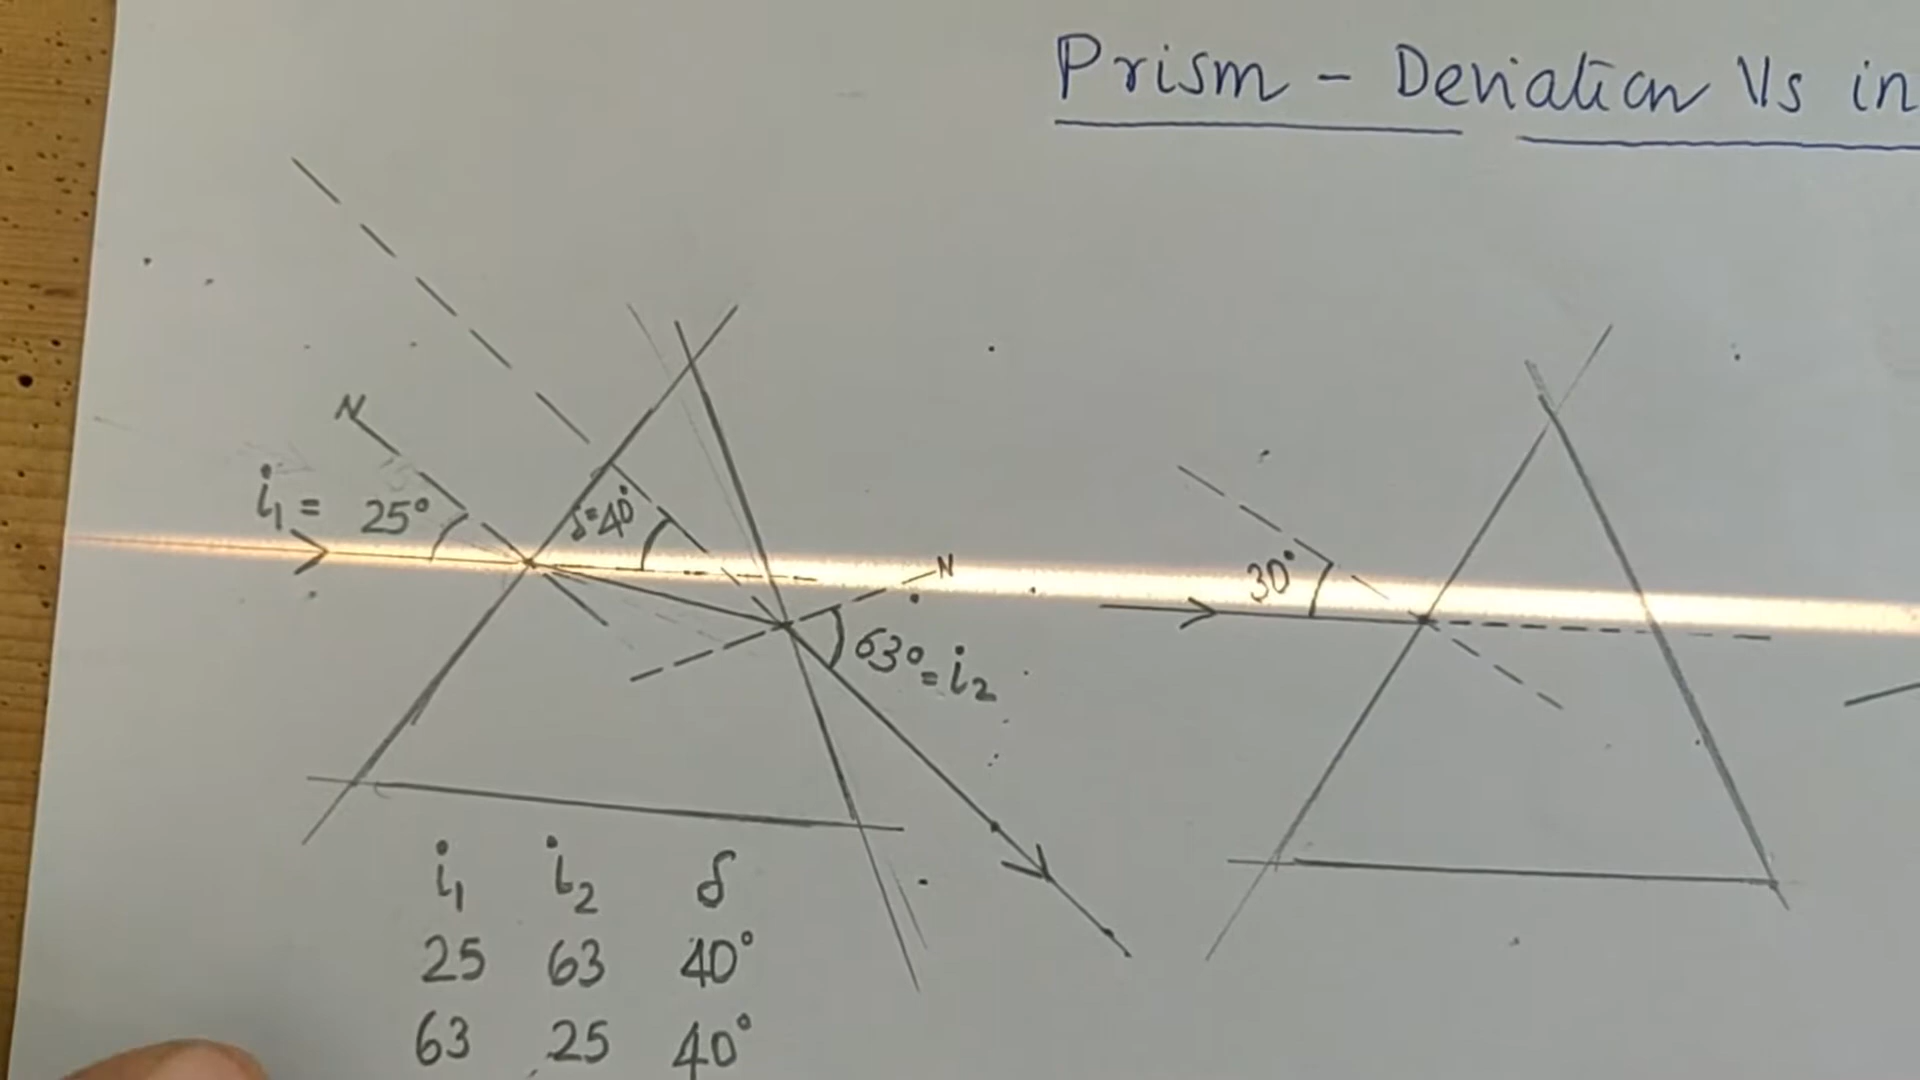 Prism - Deviation Vs in
N
i₁ = 25°
δ=40°
N
63° = i₂
30°
i₁ i₂ δ
25 63 40°
63 25 40°